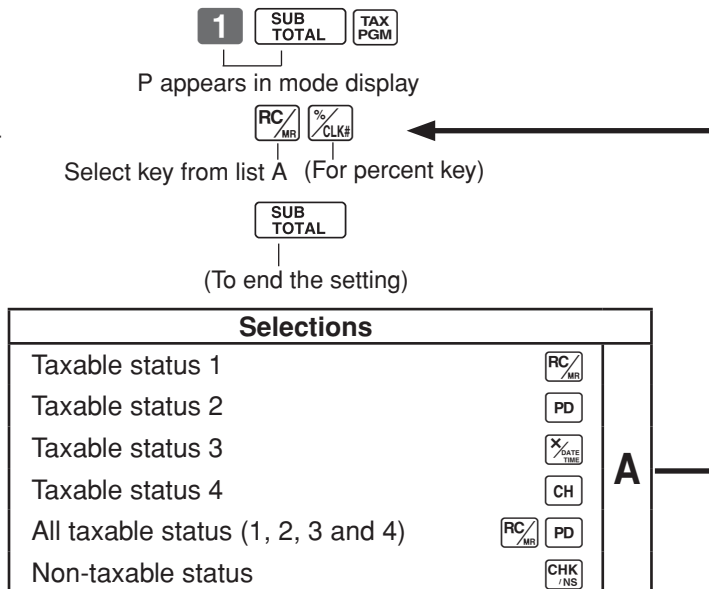 1 SUB TOTAL TAX PGM
P appears in mode display
RC/MR %/CLK#
Select key from list A (For percent key)
SUB TOTAL
(To end the setting)
Selections
Taxable status 1 RC/MR
Taxable status 2 PD
Taxable status 3 ×/DATE TIME
Taxable status 4 CH
All taxable status (1, 2, 3 and 4) RC/MR PD
Non-taxable status CHK/NS
A